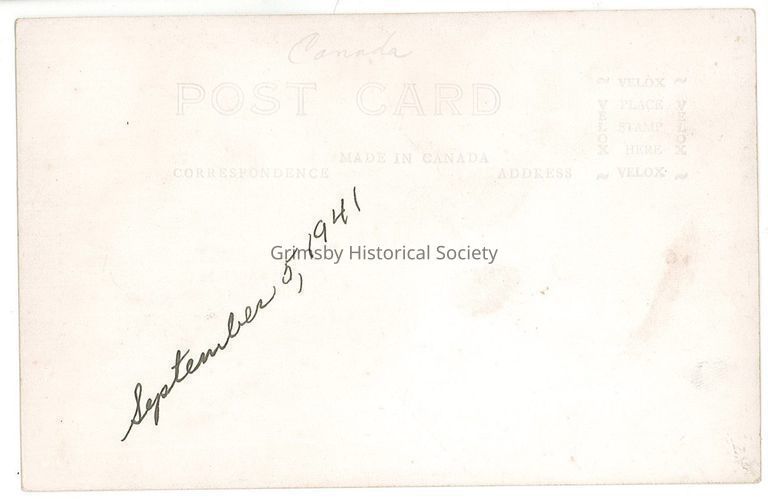 Canada
POST CARD
MADE IN CANADA
CORRESPONDENCE
ADDRESS
VELOX
PLACE
STAMP
HERE
VELOX
VELOX
VELOX
September 5, 1941
Grimsby Historical Society